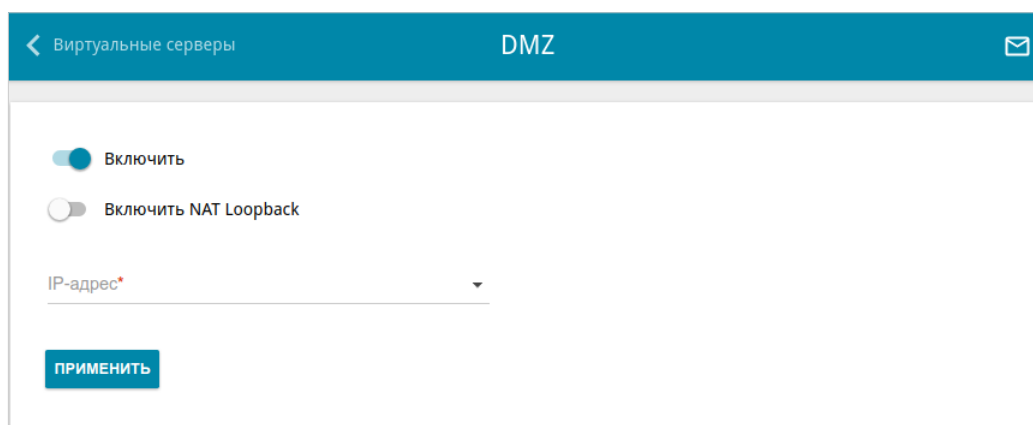 Виртуальные серверы
DMZ
Включить
Включить NAT Loopback
IP-адрес*
ПРИМЕНИТЬ